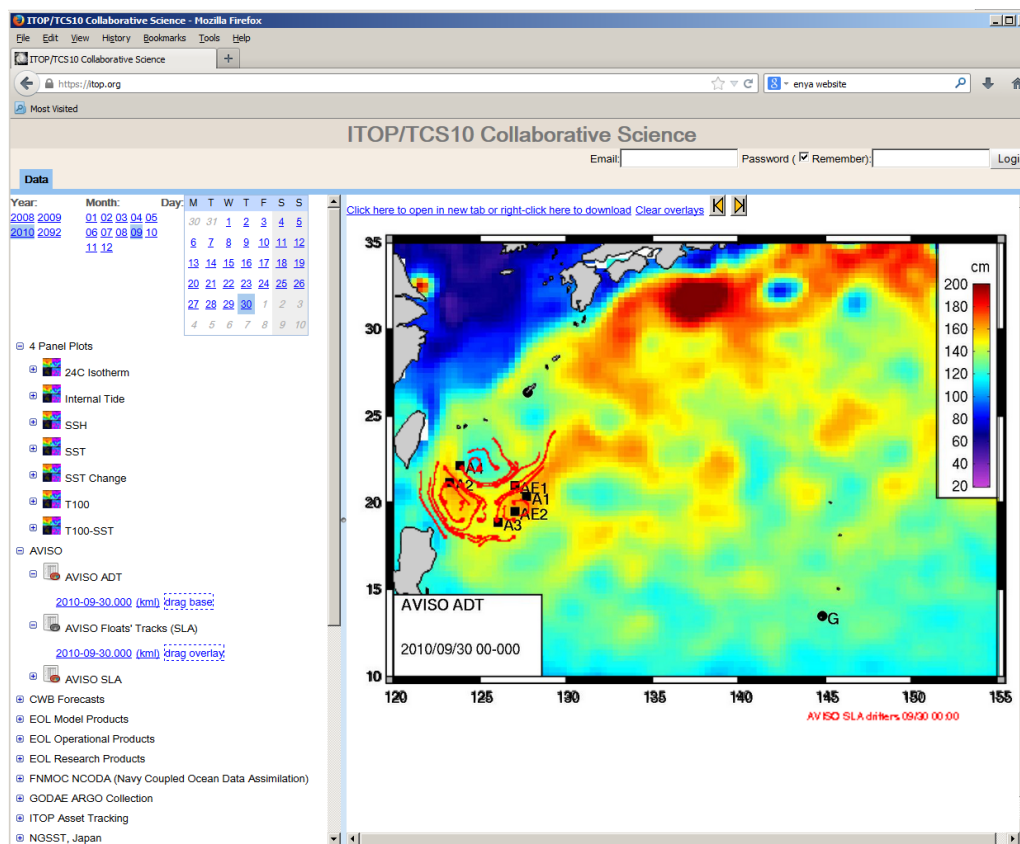 ITOP/TCS10 Collaborative Science - Mozilla Firefox
File Edit View History Bookmarks Tools Help
ITOP/TCS10 Collaborative Science
https://itop.org
enya website
Most Visited
ITOP/TCS10 Collaborative Science
Email: Password ( Remember): Logi
Data
Year: Month: Day: M T W T F S S
2008 2009 01 02 03 04 05 30 31 1 2 3 4 5
2010 2092 06 07 08 09 10 6 7 8 9 10 11 12
11 12 13 14 15 16 17 18 19
20 21 22 23 24 25 26
27 28 29 30 1 2 3
4 5 6 7 8 9 10
Click here to open in new tab or right-click here to download Clear overlays
4 Panel Plots
24C Isotherm
Internal Tide
SSH
SST
SST Change
T100
T100-SST
AVISO
AVISO ADT
2010-09-30.000 (kml) drag base
AVISO Floats' Tracks (SLA)
2010-09-30.000 (kml) drag overlay
AVISO SLA
CWB Forecasts
EOL Model Products
EOL Operational Products
EOL Research Products
FNMOC NCODA (Navy Coupled Ocean Data Assimilation)
GODAE ARGO Collection
ITOP Asset Tracking
NGSST, Japan
35
30
25
20
15
10
120 125 130 135 140 145 150 155
cm
200
180
160
140
120
100
80
60
40
20
A4
A2
AE1
A1
AE2
A3
G
AVISO ADT
2010/09/30 00-000
AVISO SLA drifters 09/30 00:00